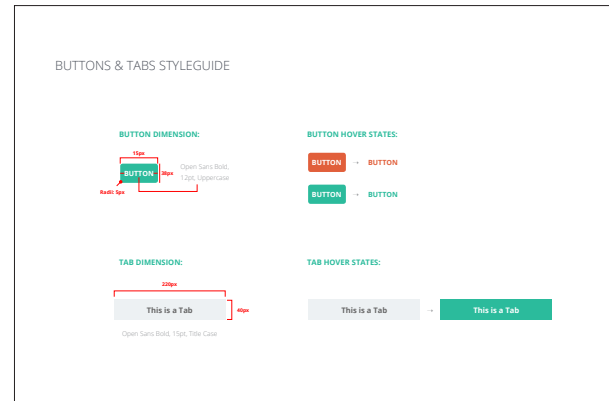 BUTTONS & TABS STYLEGUIDE
BUTTON DIMENSION:
15px
BUTTON
38px
Radii: 5px
Open Sans Bold,
12pt, Uppercase
BUTTON HOVER STATES:
BUTTON → BUTTON
BUTTON → BUTTON
TAB DIMENSION:
220px
This is a Tab
40px
Open Sans Bold, 15pt, Title Case
TAB HOVER STATES:
This is a Tab → This is a Tab